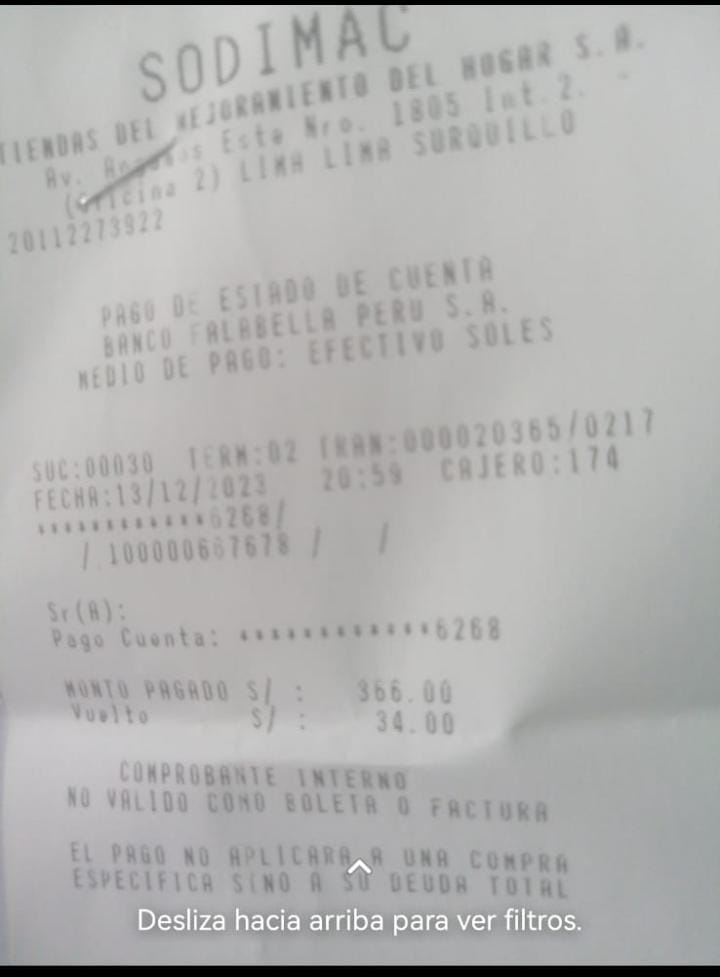 SODIMAC
TIENDAS DEL MEJORAMIENTO DEL HOGAR S.A.
Av. Angamos Este Nro. 1805 Int. 2. -
(Oficina 2) LIMA LIMA SURQUILLO
20112273922
PAGO DE ESTADO DE CUENTA
BANCO FALABELLA PERU S.A.
MEDIO DE PAGO: EFECTIVO SOLES
SUC:00030 TERM:02 TRAN:000020365/0217
FECHA:13/12/2023 20:59 CAJERO:174
************6268/
/ 100000667678 / /
Sr(A):
Pago Cuenta: ************6268
MONTO PAGADO S/ : 366.00
Vuelto S/ : 34.00
COMPROBANTE INTERNO
NO VALIDO COMO BOLETA O FACTURA
EL PAGO NO APLICARA A UNA COMPRA
ESPECIFICA SINO A SU DEUDA TOTAL
Desliza hacia arriba para ver filtros.